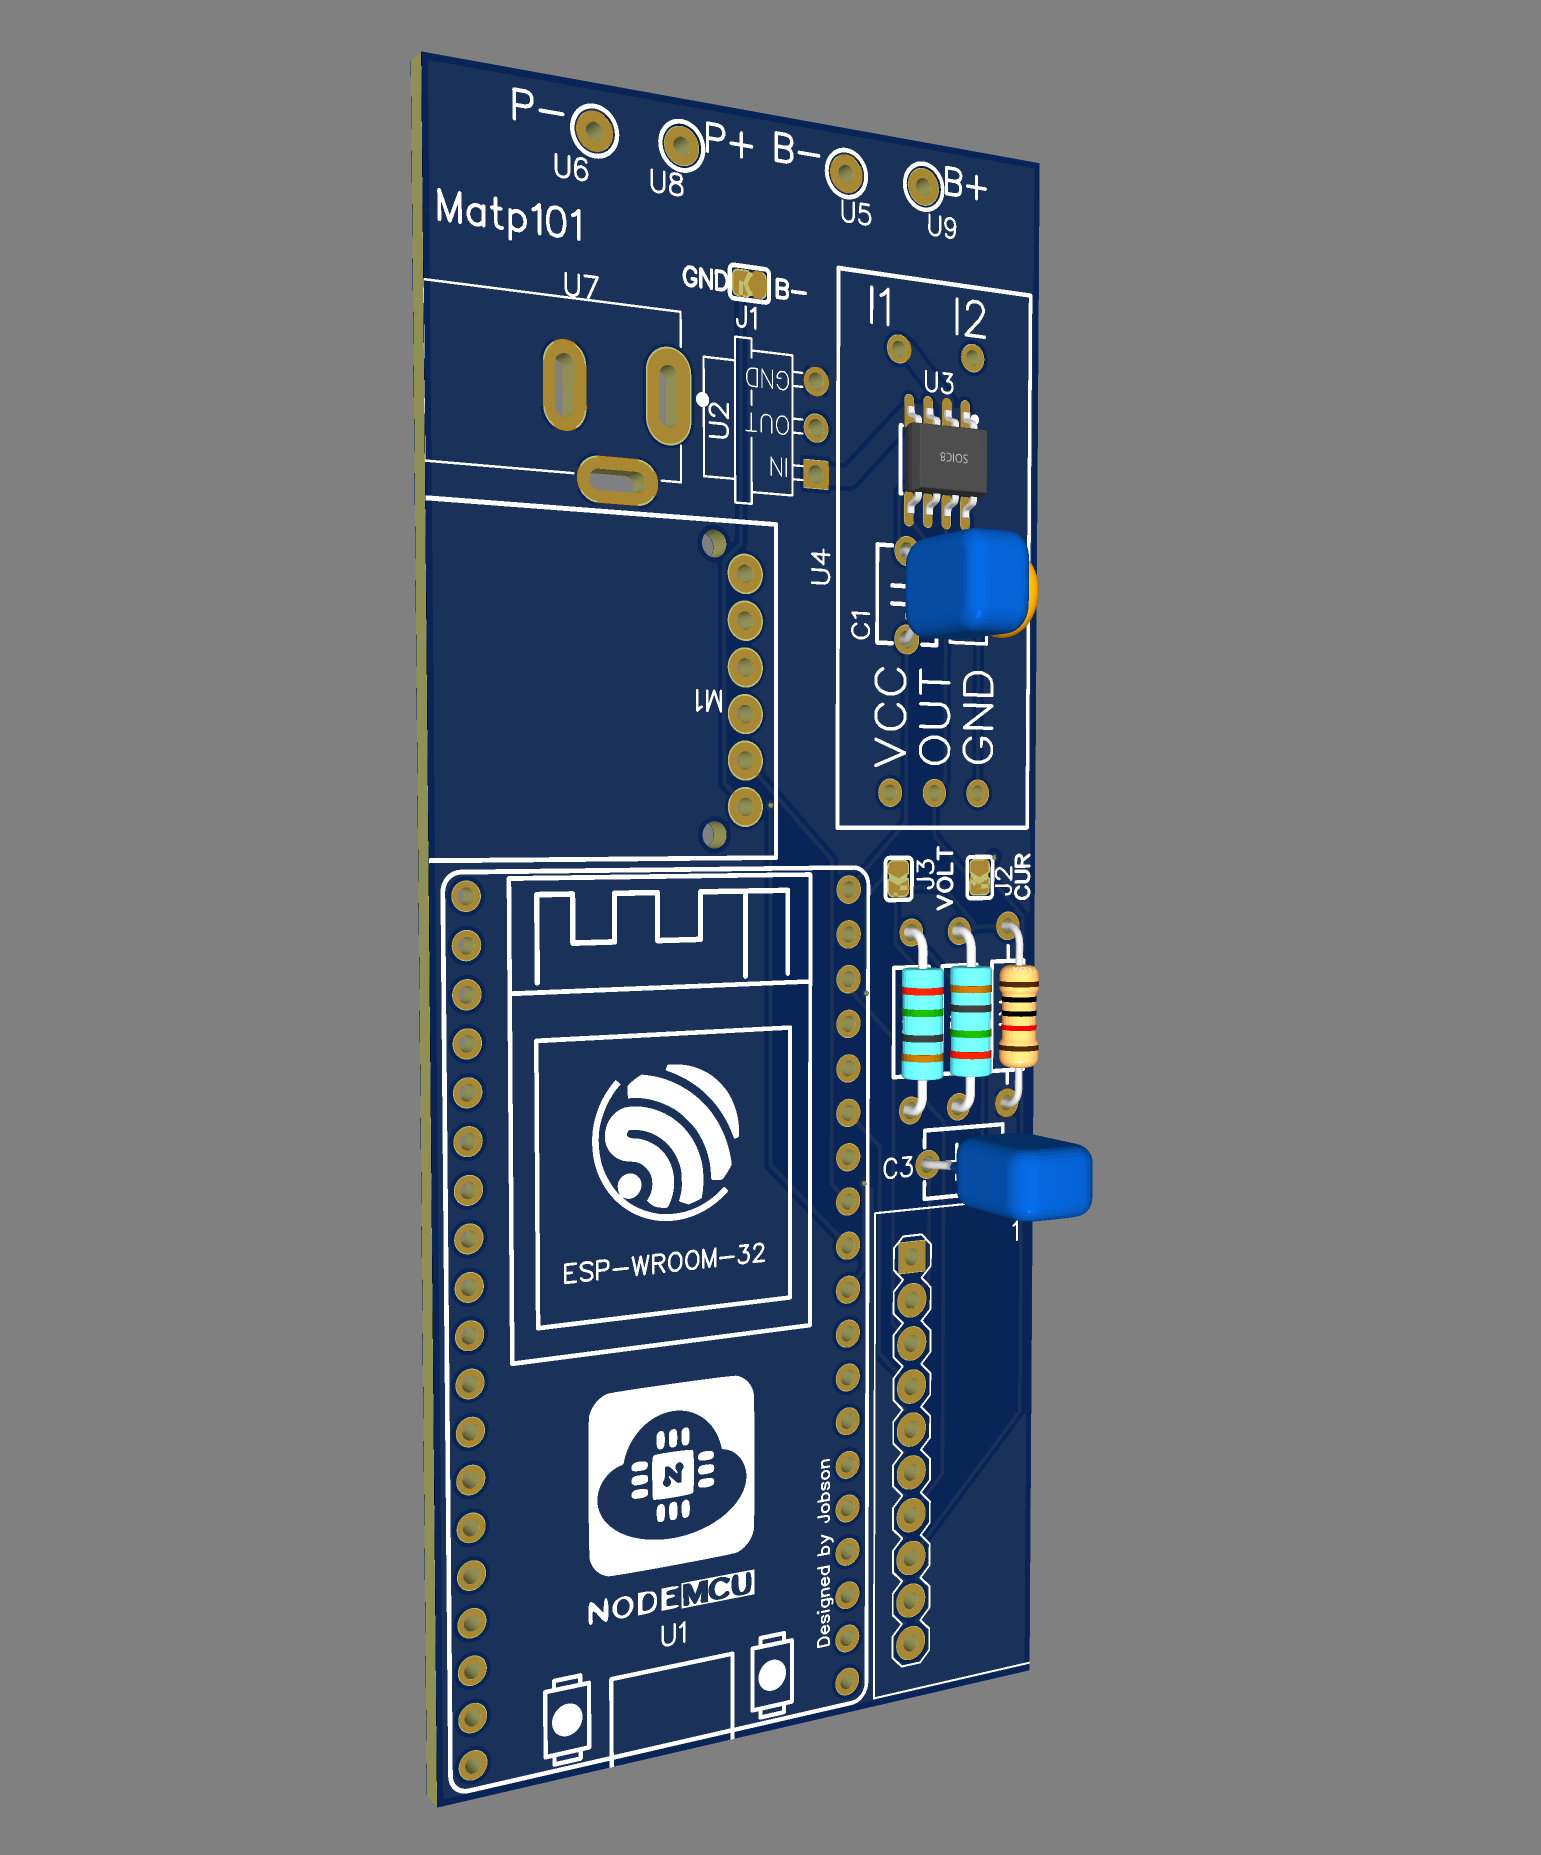 P-
U6
U8
P+
B-
U5
B+
U9
Matp101
U7
GND
B-
J1
I1
I2
U3
GND
OUT
IN
U2
SOIC8
U4
C1
M1
VCC
OUT
GND
J3
VOLT
J2
CUR
C3
1
ESP-WROOM-32
N
NODEMCU
U1
Designed by Jobson